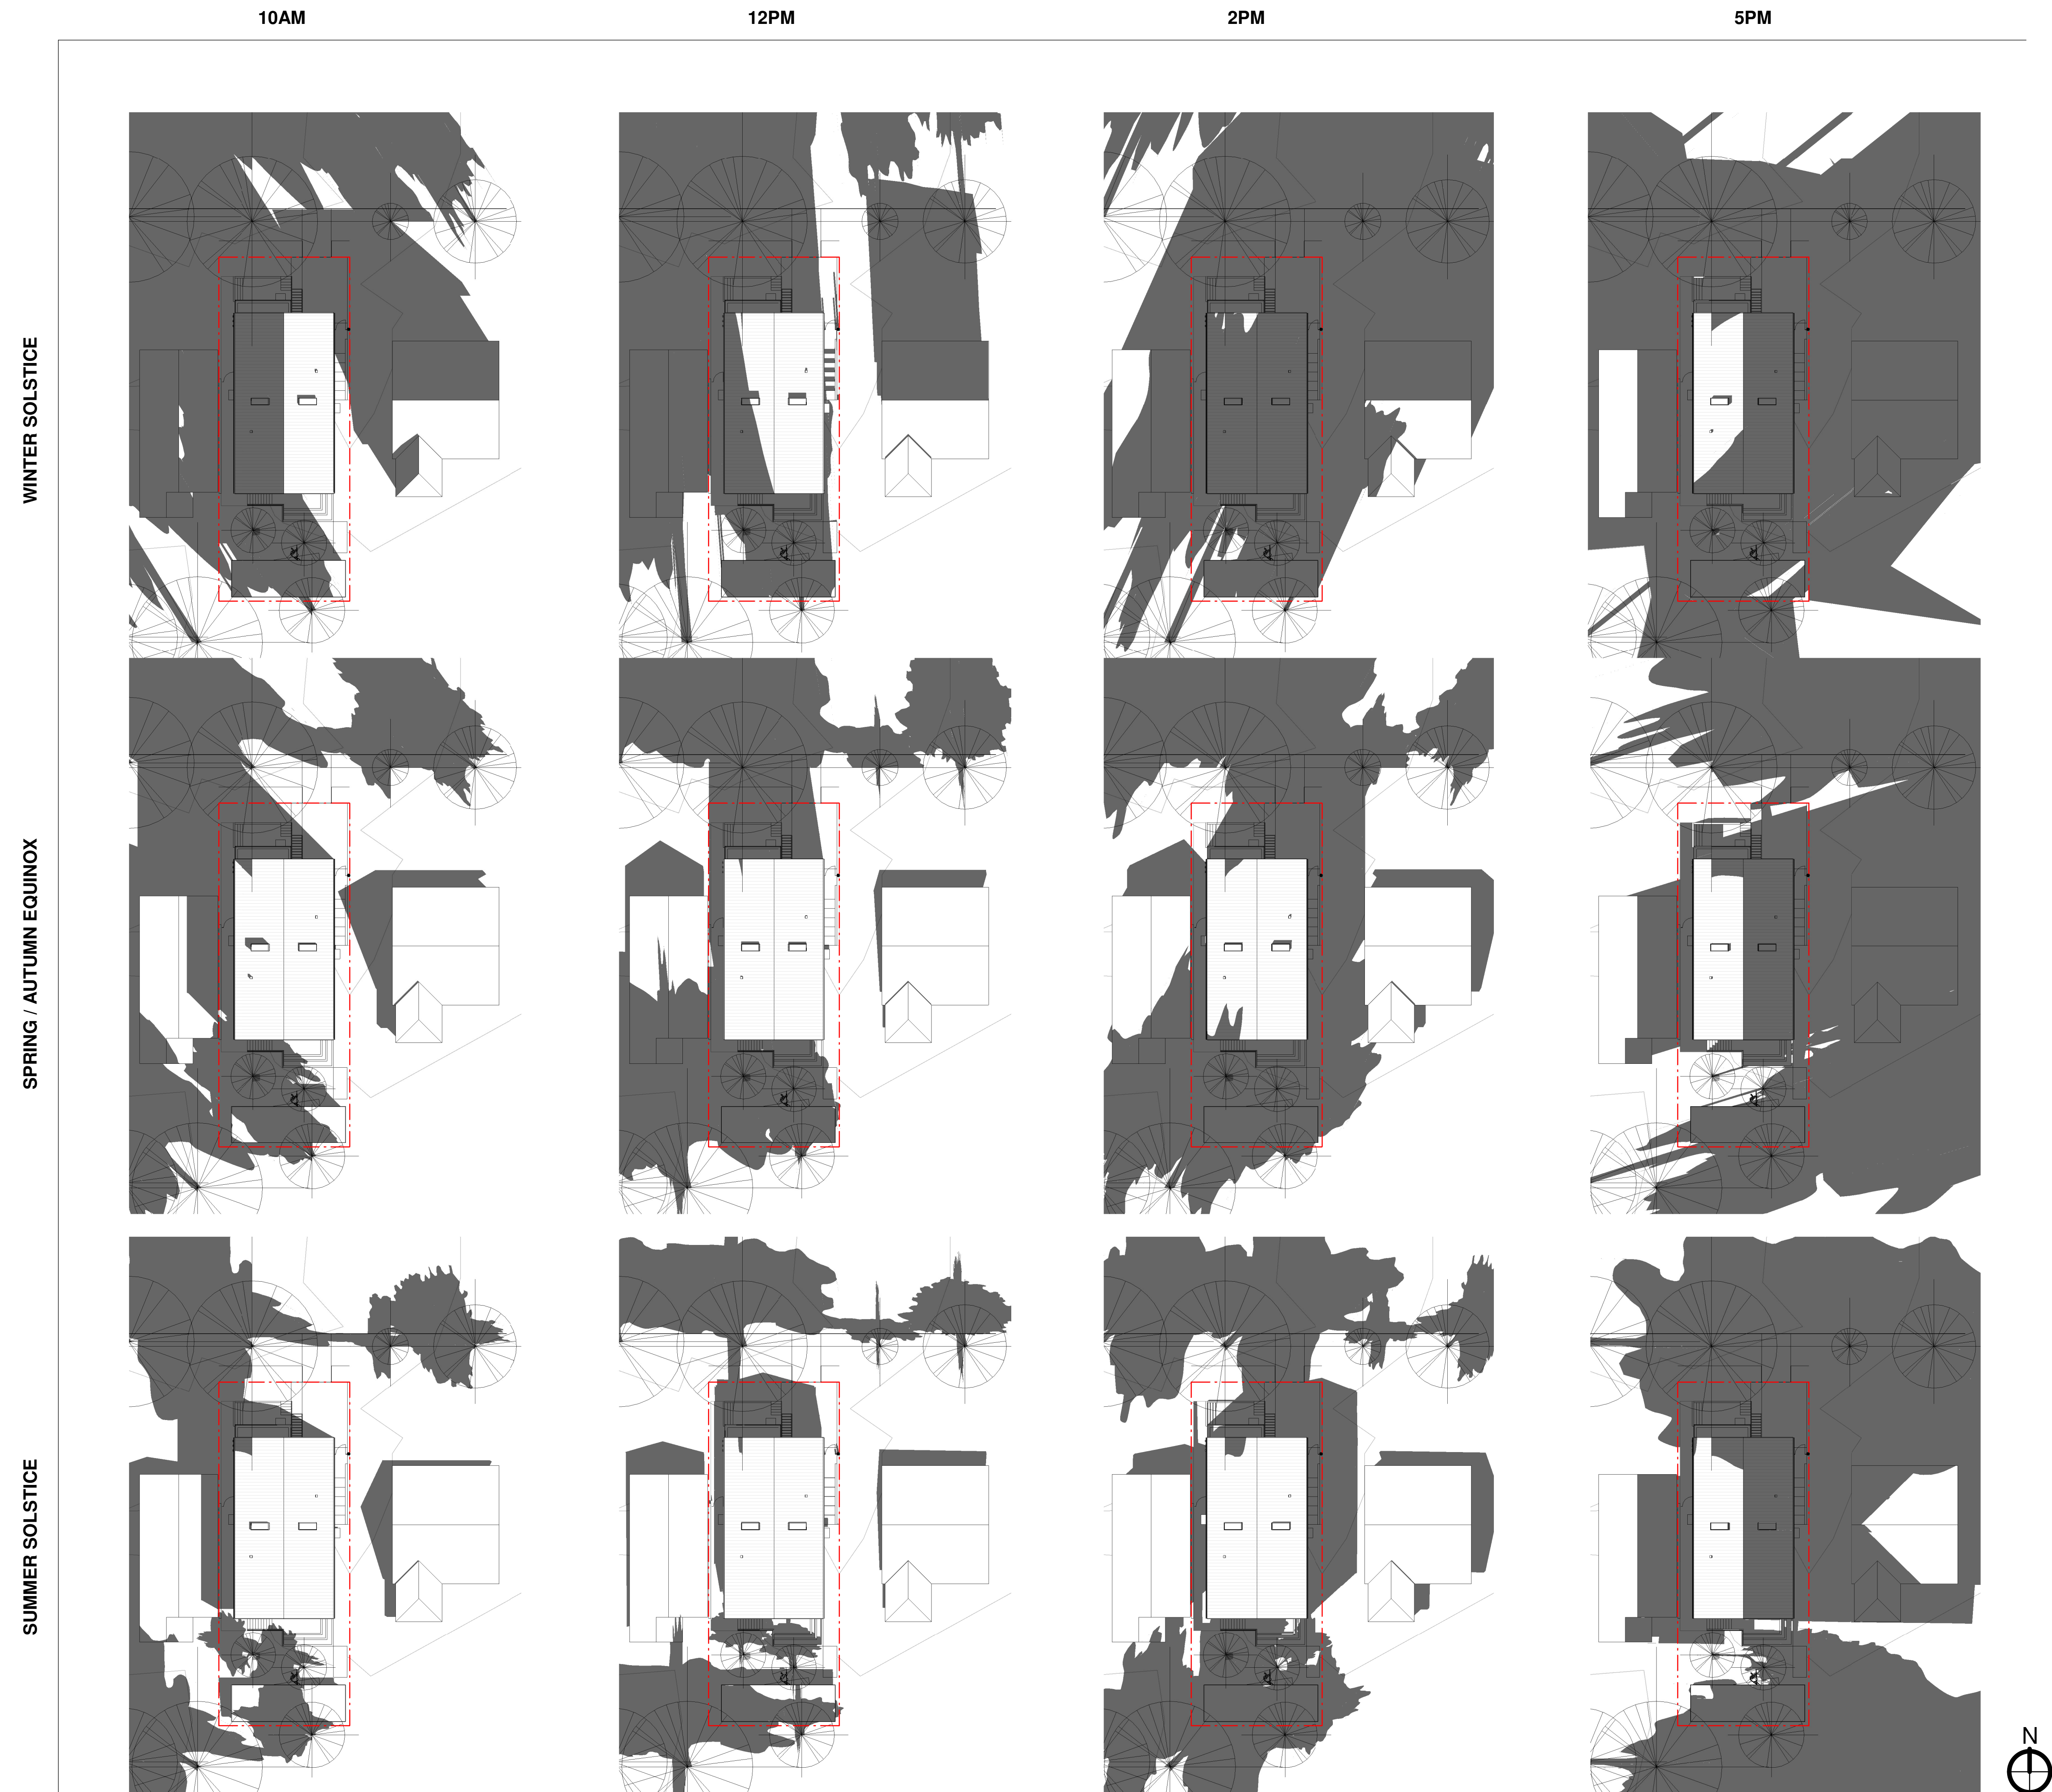 10AM 12PM 2PM 5PM
WINTER SOLSTICE
SPRING / AUTUMN EQUINOX
SUMMER SOLSTICE
N